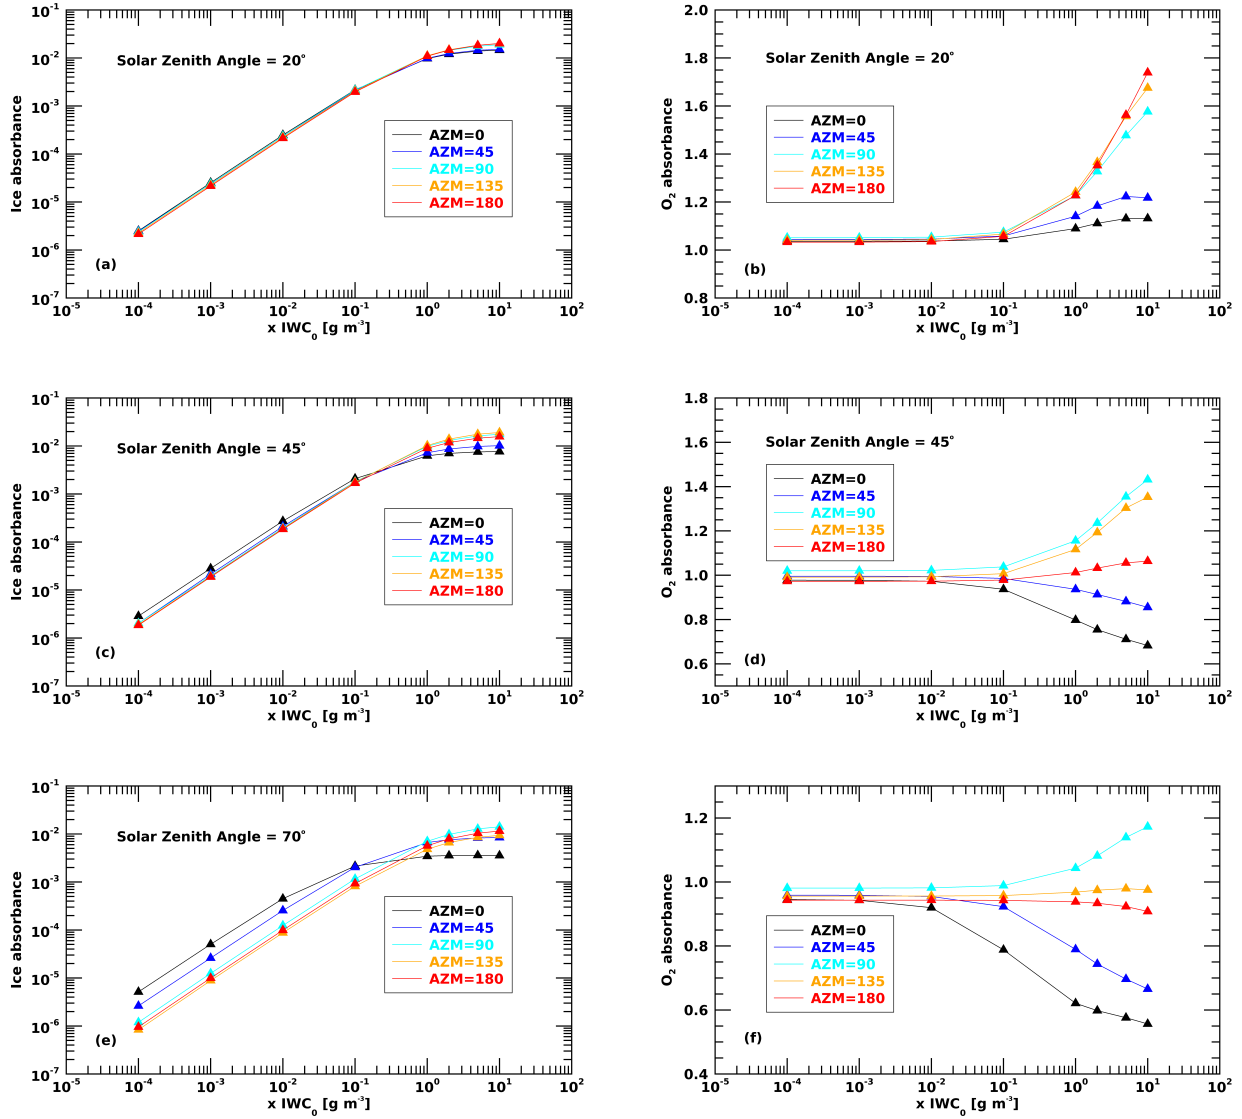 Solar Zenith Angle = 20°
Ice absorbance
10⁻¹
10⁻²
10⁻³
10⁻⁴
10⁻⁵
10⁻⁶
10⁻⁷
AZM=0
AZM=45
AZM=90
AZM=135
AZM=180
(a)
10⁻⁵ 10⁻⁴ 10⁻³ 10⁻² 10⁻¹ 10⁰ 10¹ 10²
x IWC₀ [g m⁻³]
Solar Zenith Angle = 20°
O₂ absorbance
2.0
1.8
1.6
1.4
1.2
1.0
0.8
AZM=0
AZM=45
AZM=90
AZM=135
AZM=180
(b)
10⁻⁵ 10⁻⁴ 10⁻³ 10⁻² 10⁻¹ 10⁰ 10¹ 10²
x IWC₀ [g m⁻³]
Solar Zenith Angle = 45°
Ice absorbance
10⁻¹
10⁻²
10⁻³
10⁻⁴
10⁻⁵
10⁻⁶
10⁻⁷
AZM=0
AZM=45
AZM=90
AZM=135
AZM=180
(c)
10⁻⁵ 10⁻⁴ 10⁻³ 10⁻² 10⁻¹ 10⁰ 10¹ 10²
x IWC₀ [g m⁻³]
Solar Zenith Angle = 45°
O₂ absorbance
1.8
1.6
1.4
1.2
1.0
0.8
0.6
AZM=0
AZM=45
AZM=90
AZM=135
AZM=180
(d)
10⁻⁵ 10⁻⁴ 10⁻³ 10⁻² 10⁻¹ 10⁰ 10¹ 10²
x IWC₀ [g m⁻³]
Solar Zenith Angle = 70°
Ice absorbance
10⁻¹
10⁻²
10⁻³
10⁻⁴
10⁻⁵
10⁻⁶
10⁻⁷
AZM=0
AZM=45
AZM=90
AZM=135
AZM=180
(e)
10⁻⁵ 10⁻⁴ 10⁻³ 10⁻² 10⁻¹ 10⁰ 10¹ 10²
x IWC₀ [g m⁻³]
O₂ absorbance
1.2
1.0
0.8
0.6
0.4
AZM=0
AZM=45
AZM=90
AZM=135
AZM=180
(f)
10⁻⁵ 10⁻⁴ 10⁻³ 10⁻² 10⁻¹ 10⁰ 10¹ 10²
x IWC₀ [g m⁻³]